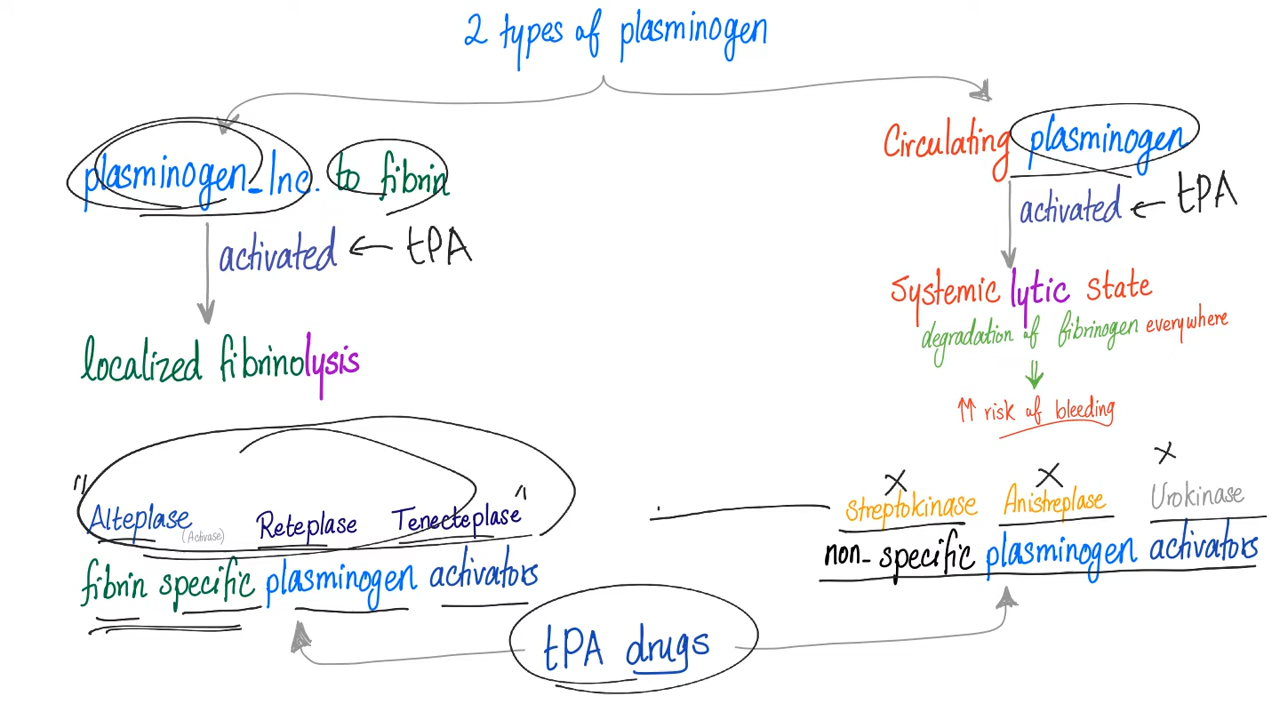 2 types of plasminogen
plasminogen_Inc. to fibrin
activated ← tPA
localized fibrinolysis
"Alteplase (Activase) Reteplase Tenecteplase"
fibrin specific plasminogen activators
Circulating plasminogen
activated ← tPA
Systemic lytic state
degradation of fibrinogen everywhere
↑↑ risk of bleeding
x x x
Streptokinase Anistreplase Urokinase
non-specific plasminogen activators
tPA drugs